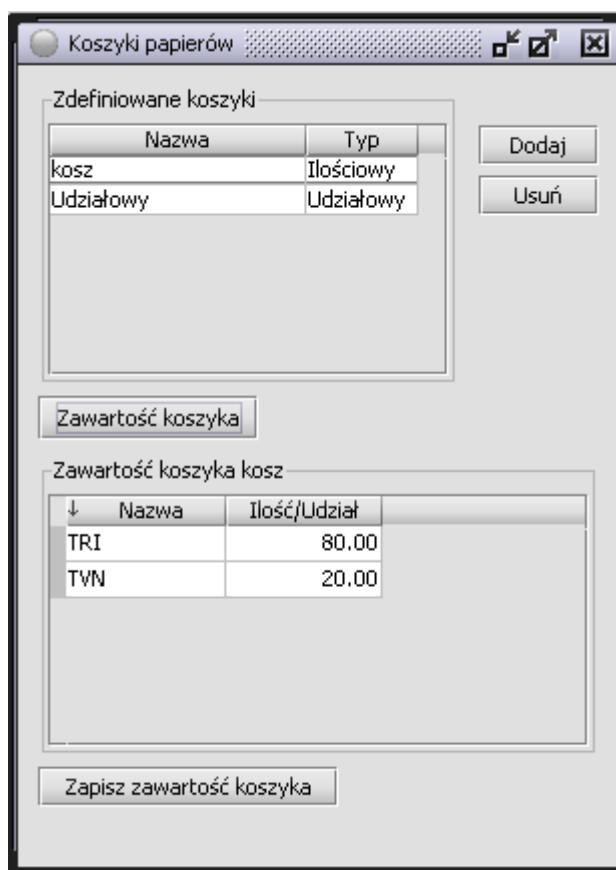 Koszyki papierów
Zdefiniowane koszyki
Nazwa Typ
kosz Ilościowy
Udziałowy Udziałowy
Dodaj
Usuń
Zawartość koszyka
Zawartość koszyka kosz
↓ Nazwa Ilość/Udział
TRI 80.00
TVN 20.00
Zapisz zawartość koszyka